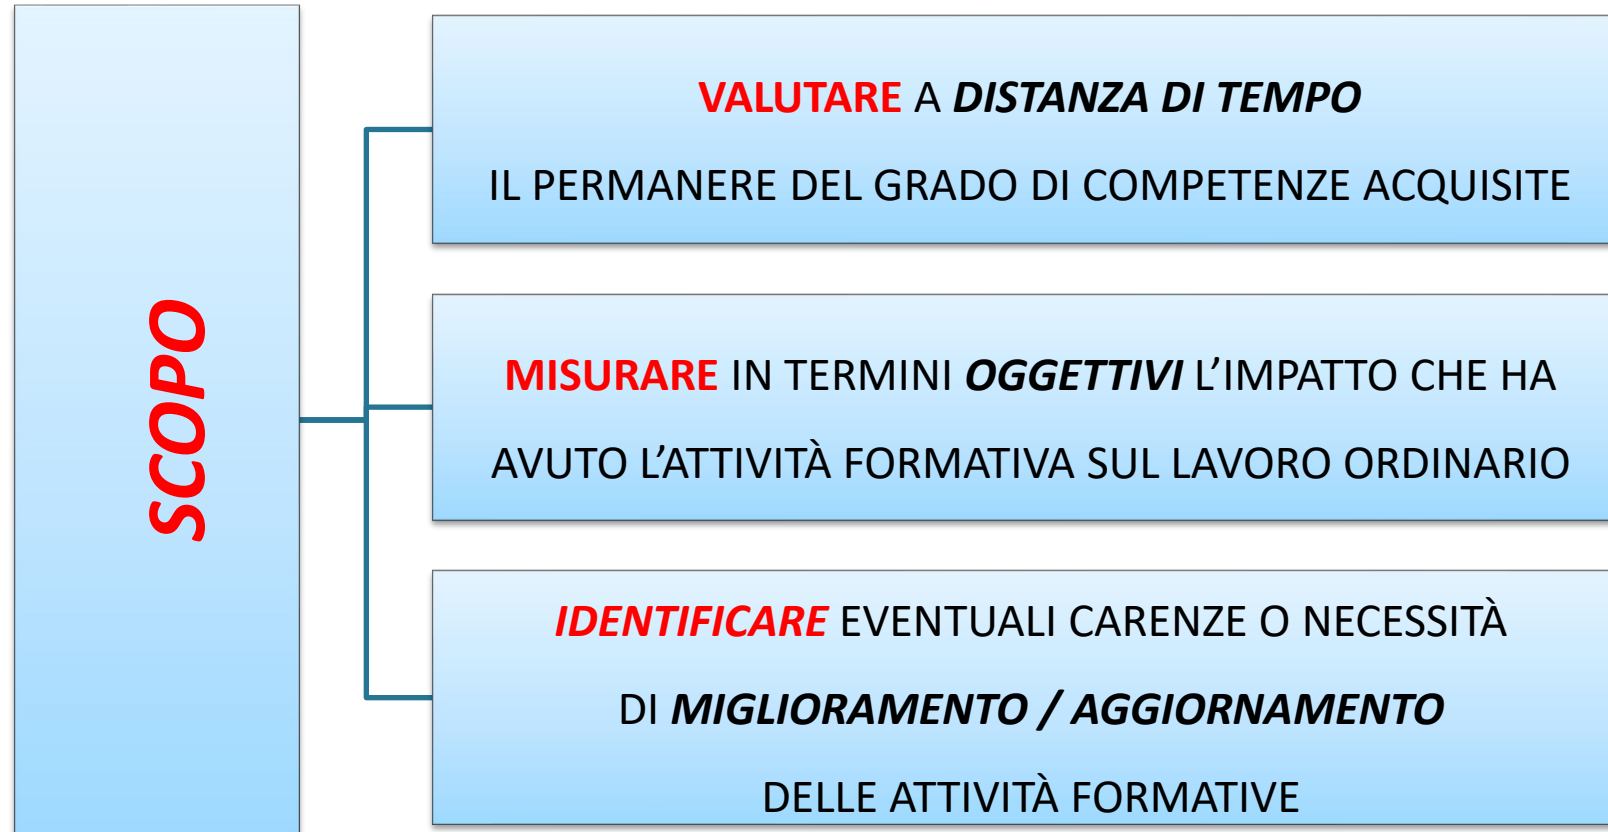 SCOPO
VALUTARE A DISTANZA DI TEMPO
IL PERMANERE DEL GRADO DI COMPETENZE ACQUISITE
MISURARE IN TERMINI OGGETTIVI L’IMPATTO CHE HA
AVUTO L’ATTIVITÀ FORMATIVA SUL LAVORO ORDINARIO
IDENTIFICARE EVENTUALI CARENZE O NECESSITÀ
DI MIGLIORAMENTO / AGGIORNAMENTO
DELLE ATTIVITÀ FORMATIVE